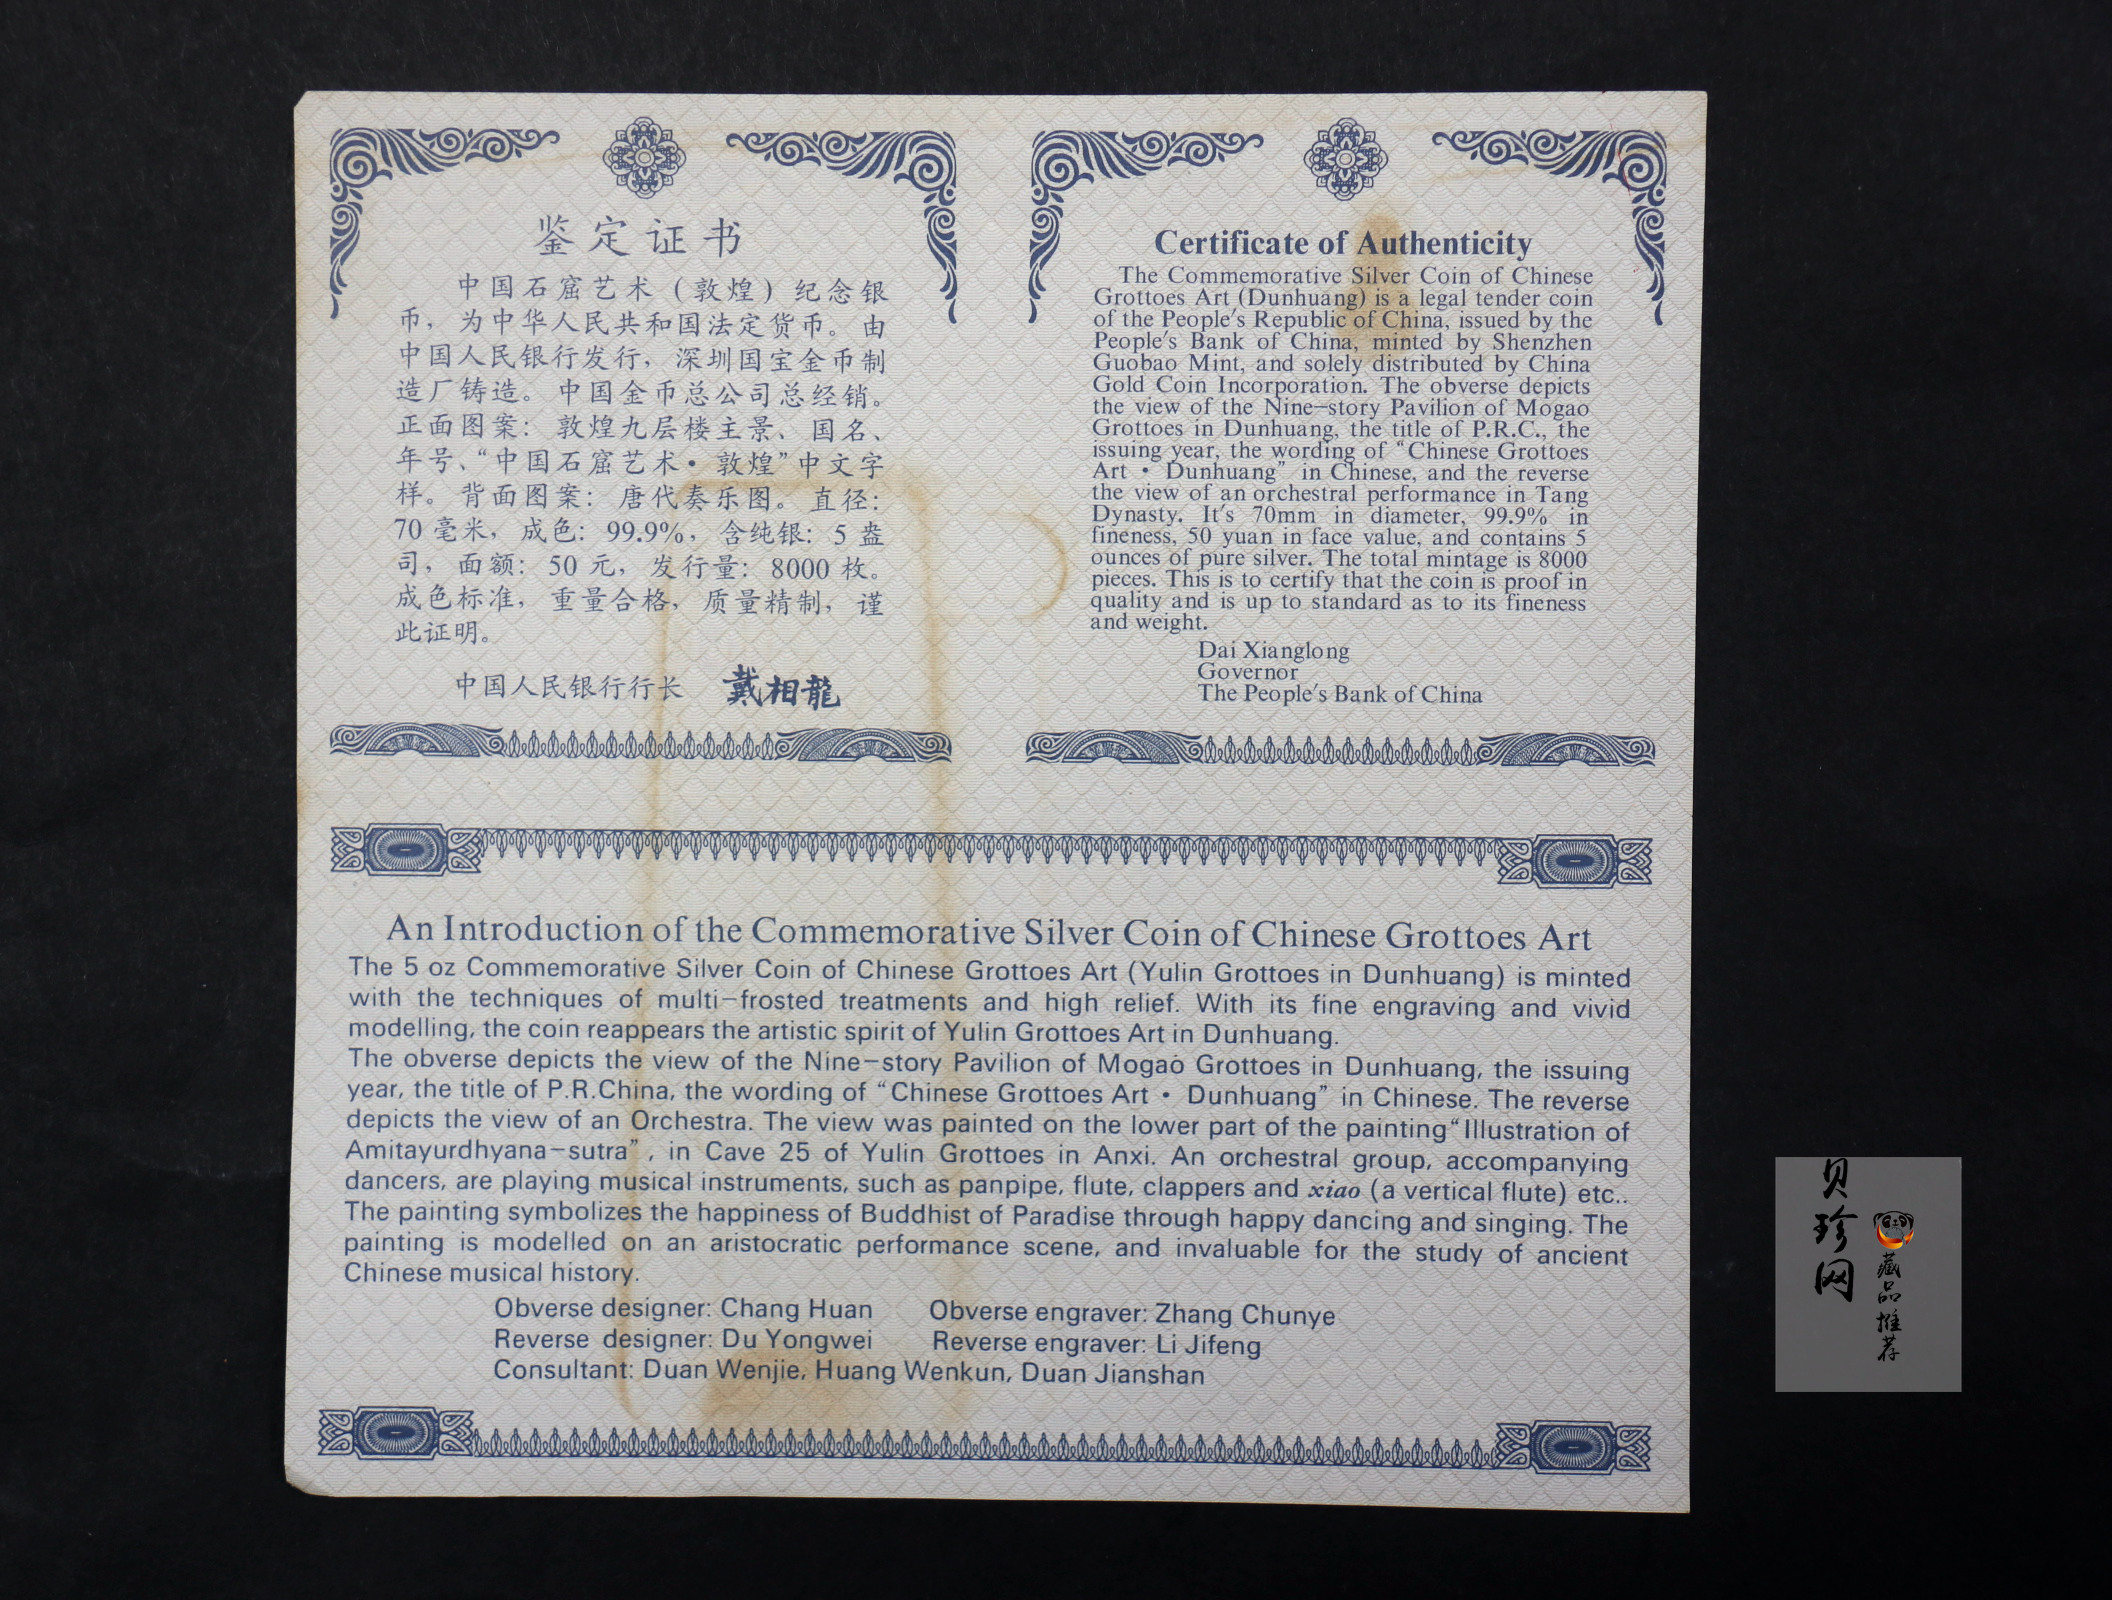 鉴定证书
中国石窟艺术(敦煌)纪念银
币，为中华人民共和国法定货币。由
中国人民银行发行，深圳国宝金币制
造厂铸造。中国金币总公司总经销。
正面图案：敦煌九层楼主景、国名、
年号、“中国石窟艺术•敦煌”中文字
样。背面图案：唐代奏乐图。直径：
70毫米，成色：99.9%，含纯银：5盎
司，面额：50元，发行量：8000枚。
成色标准，重量合格，质量精制，谨
此证明。
中国人民银行行长 戴相龍
Certificate of Authenticity
The Commemorative Silver Coin of Chinese
Grottoes Art (Dunhuang) is a legal tender coin
of the People's Republic of China, issued by the
People's Bank of China, minted by Shenzhen
Guobao Mint, and solely distributed by China
Gold Coin Incorporation. The obverse depicts
the view of the Nine-story Pavilion of Mogao
Grottoes in Dunhuang, the title of P.R.C., the
issuing year, the wording of “Chinese Grottoes
Art • Dunhuang” in Chinese, and the reverse
the view of an orchestral performance in Tang
Dynasty. It's 70mm in diameter, 99.9% in
fineness, 50 yuan in face value, and contains 5
ounces of pure silver. The total mintage is 8000
pieces. This is to certify that the coin is proof in
quality and is up to standard as to its fineness
and weight.
Dai Xianglong
Governor
The People's Bank of China
An Introduction of the Commemorative Silver Coin of Chinese Grottoes Art
The 5 oz Commemorative Silver Coin of Chinese Grottoes Art (Yulin Grottoes in Dunhuang) is minted
with the techniques of multi-frosted treatments and high relief. With its fine engraving and vivid
modelling, the coin reappears the artistic spirit of Yulin Grottoes Art in Dunhuang.
The obverse depicts the view of the Nine-story Pavilion of Mogao Grottoes in Dunhuang, the issuing
year, the title of P.R.China, the wording of “Chinese Grottoes Art • Dunhuang” in Chinese. The reverse
depicts the view of an Orchestra. The view was painted on the lower part of the painting“Illustration of
Amitayurdhyana-sutra”, in Cave 25 of Yulin Grottoes in Anxi. An orchestral group, accompanying
dancers, are playing musical instruments, such as panpipe, flute, clappers and xiao (a vertical flute) etc..
The painting symbolizes the happiness of Buddhist of Paradise through happy dancing and singing. The
painting is modelled on an aristocratic performance scene, and invaluable for the study of ancient
Chinese musical history.
Obverse designer: Chang Huan Obverse engraver: Zhang Chunye
Reverse designer: Du Yongwei Reverse engraver: Li Jifeng
Consultant: Duan Wenjie, Huang Wenkun, Duan Jianshan
贝珍网
藏品推荐